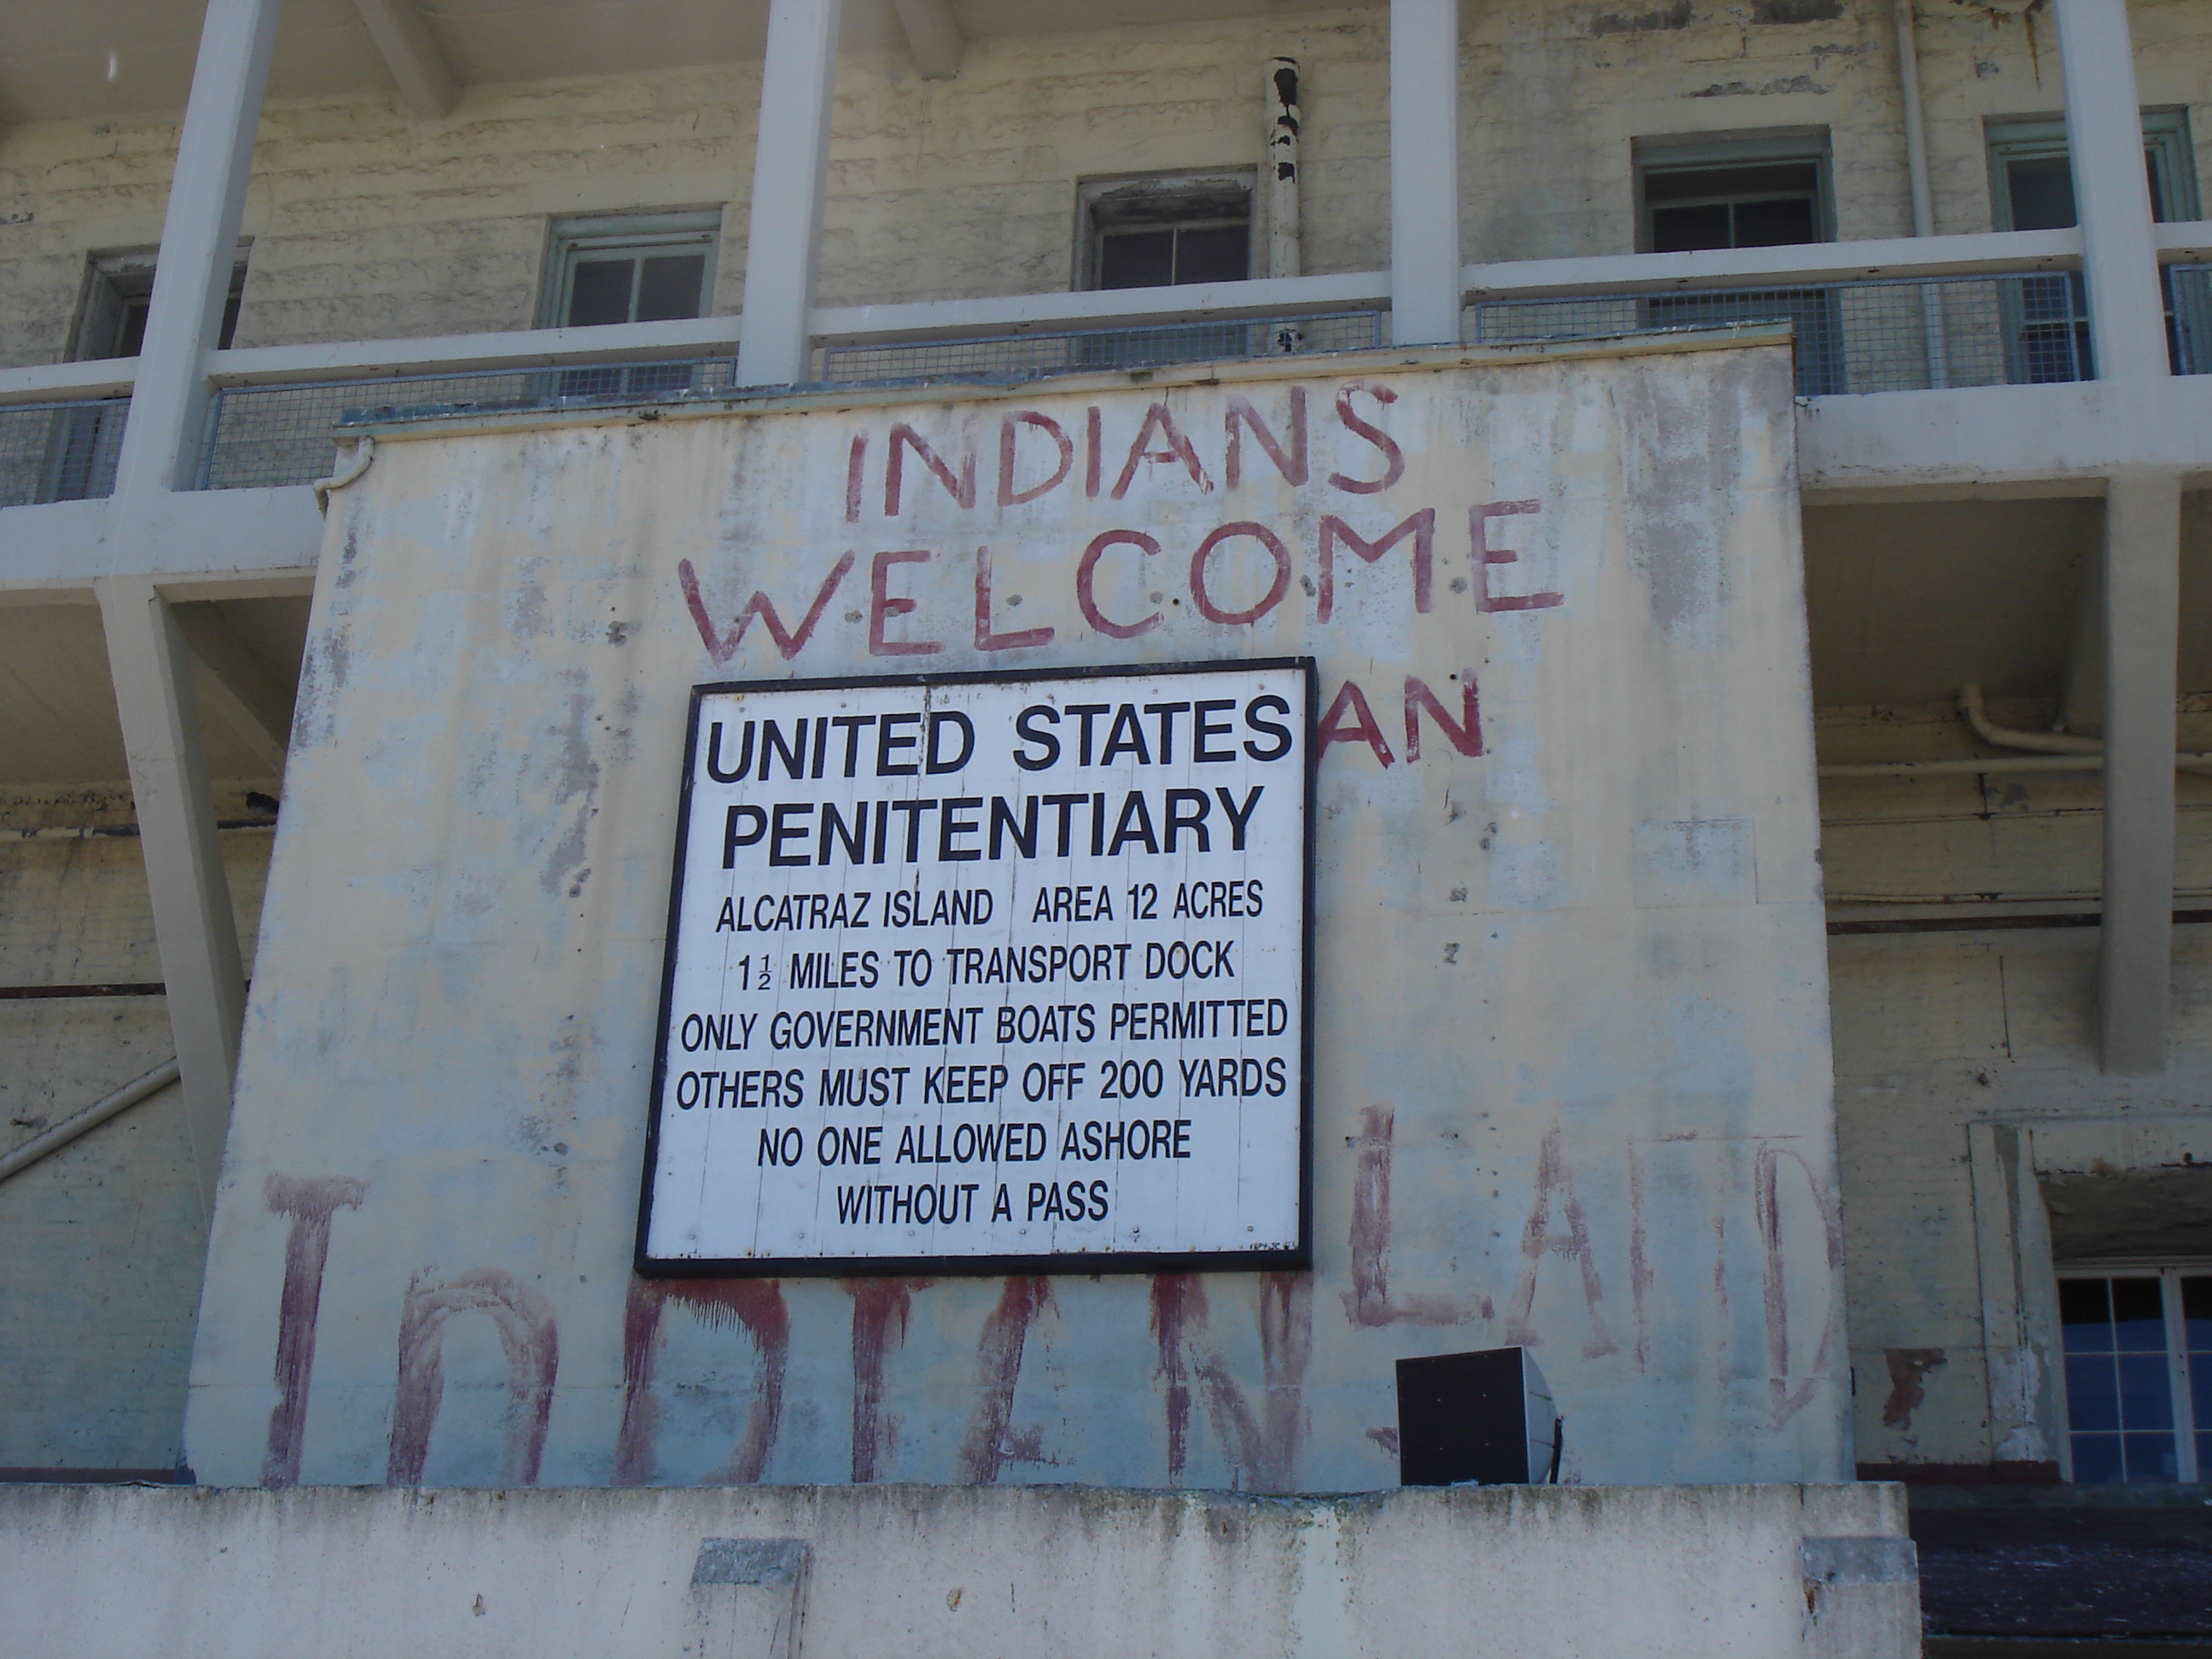 INDIANS
WELCOME
AN
UNITED STATES
PENITENTIARY
ALCATRAZ ISLAND AREA 12 ACRES
1½ MILES TO TRANSPORT DOCK
ONLY GOVERNMENT BOATS PERMITTED
OTHERS MUST KEEP OFF 200 YARDS
NO ONE ALLOWED ASHORE
WITHOUT A PASS
InDIAN LAND